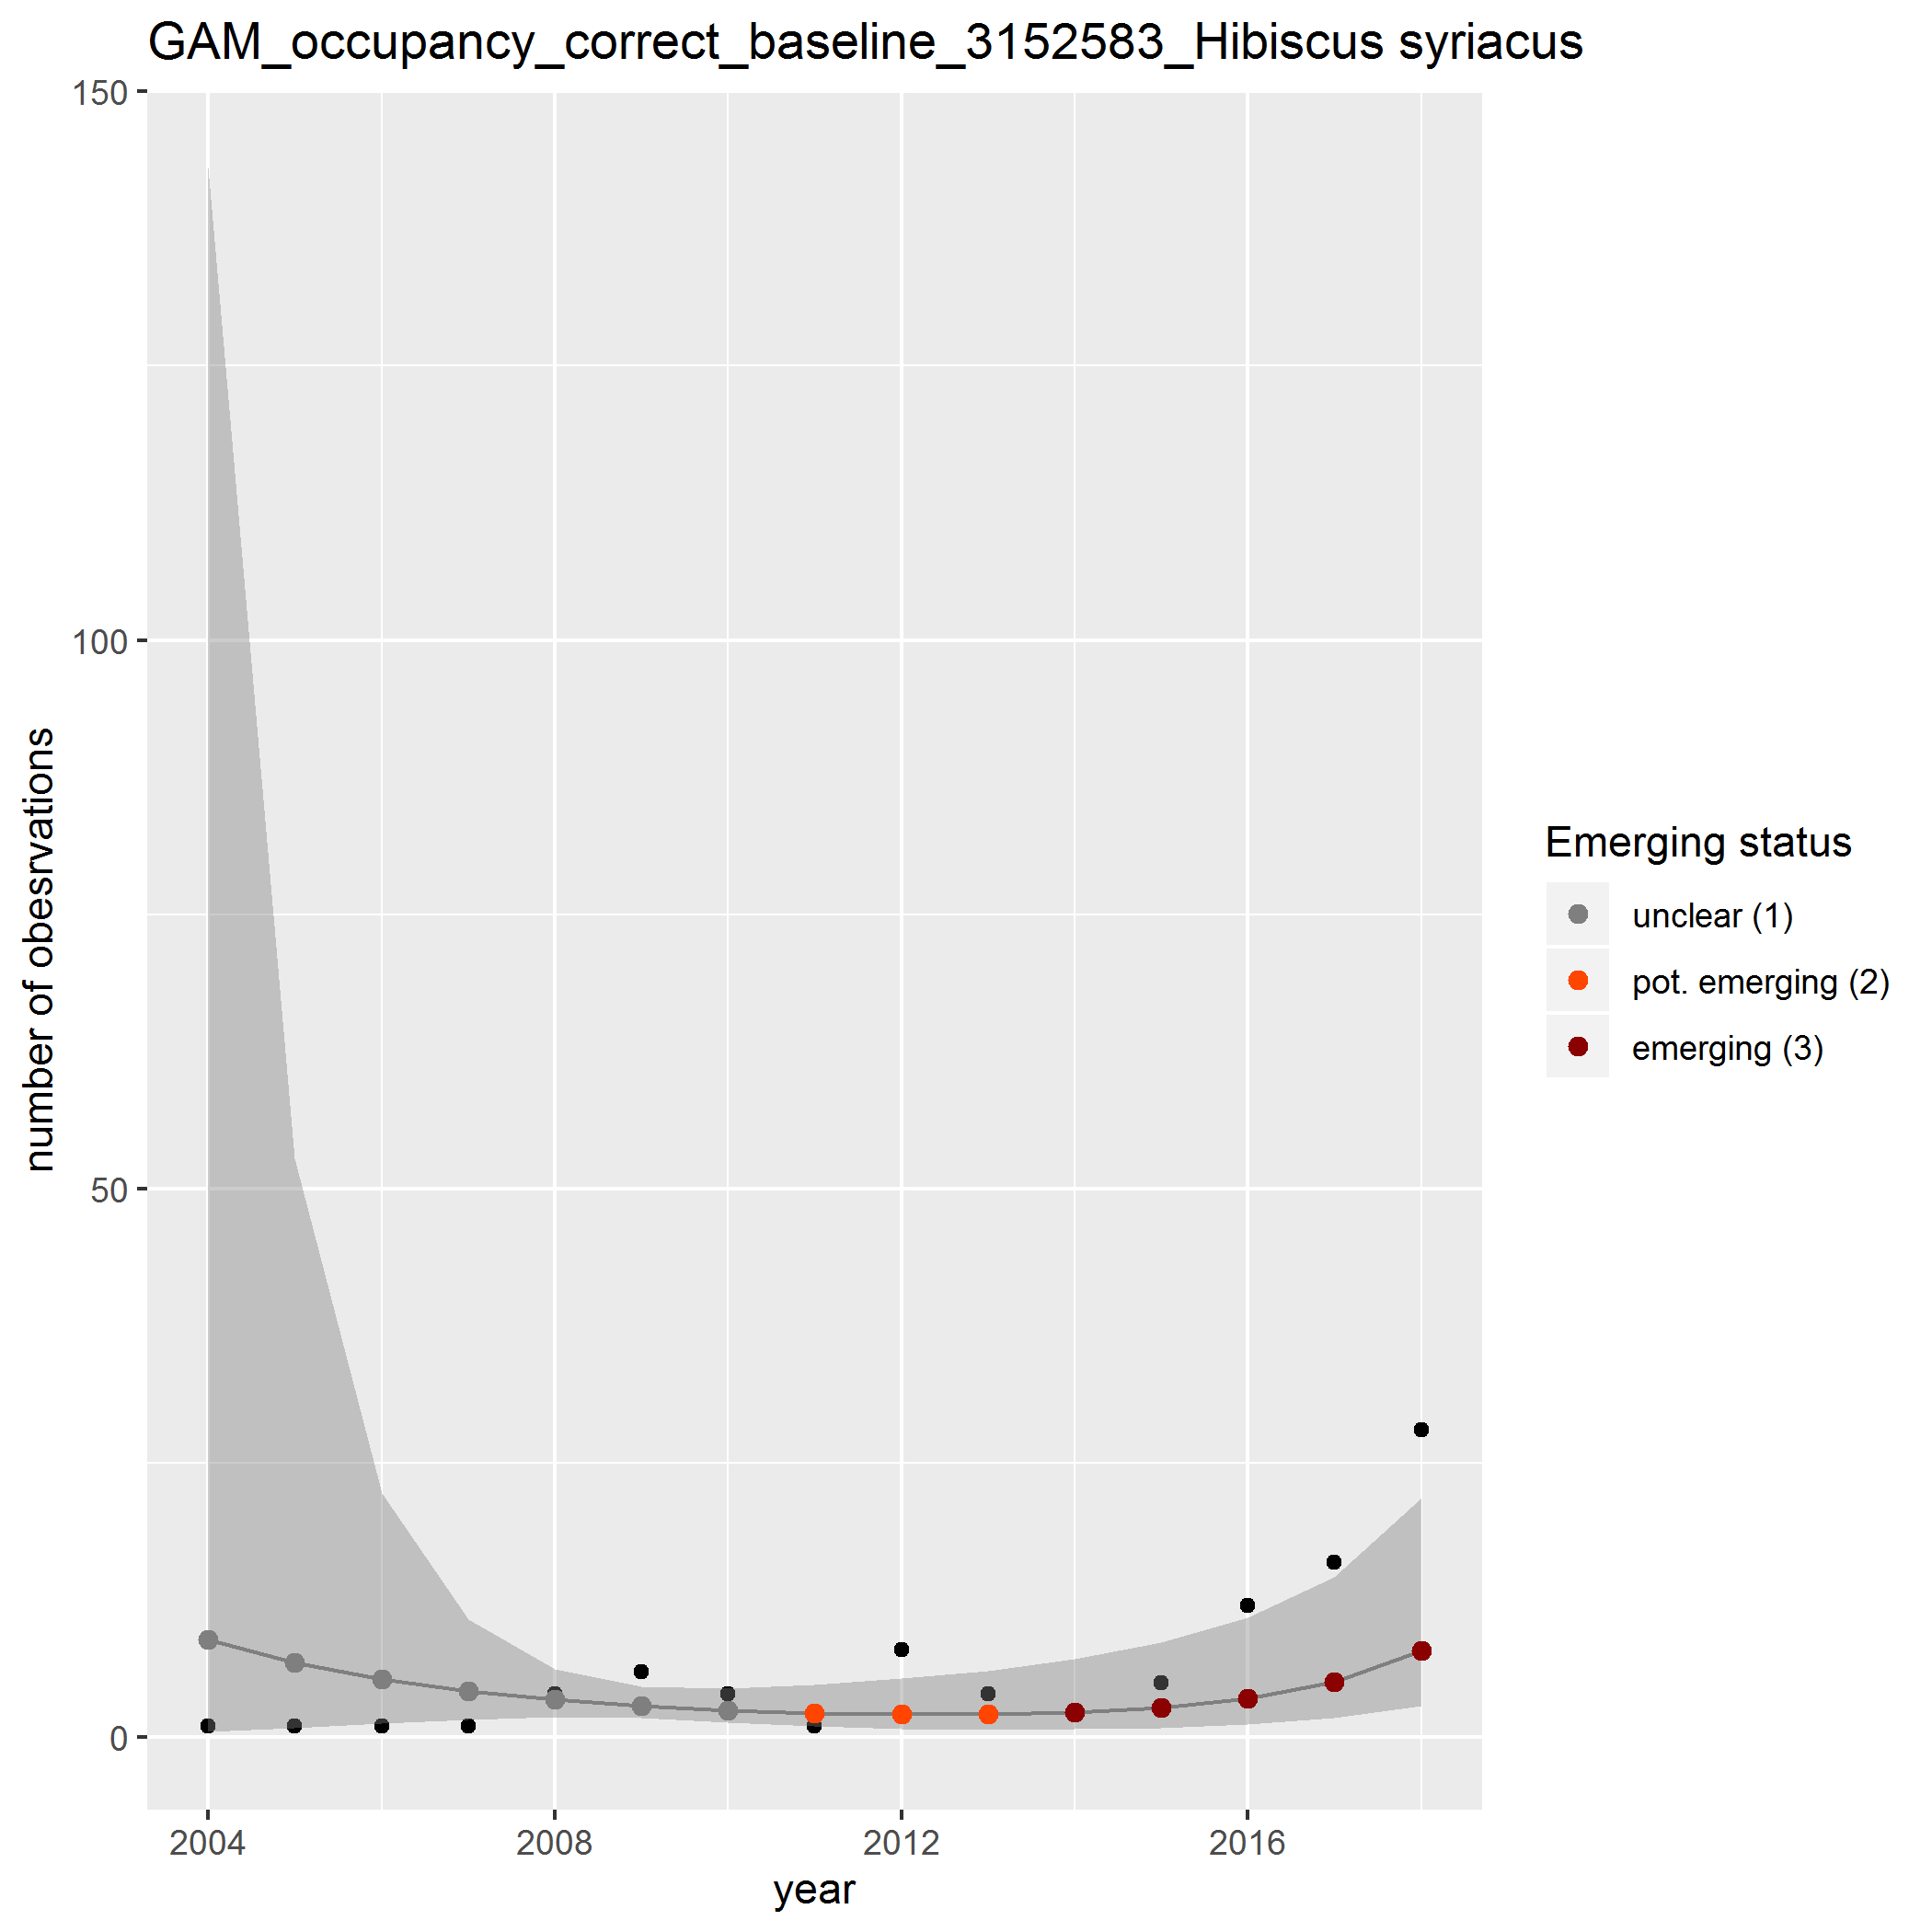 GAM_occupancy_correct_baseline_3152583_Hibiscus syriacus
150
100
50
0
number of obesrvations
2004 2008 2012 2016
year
Emerging status
unclear (1)
pot. emerging (2)
emerging (3)